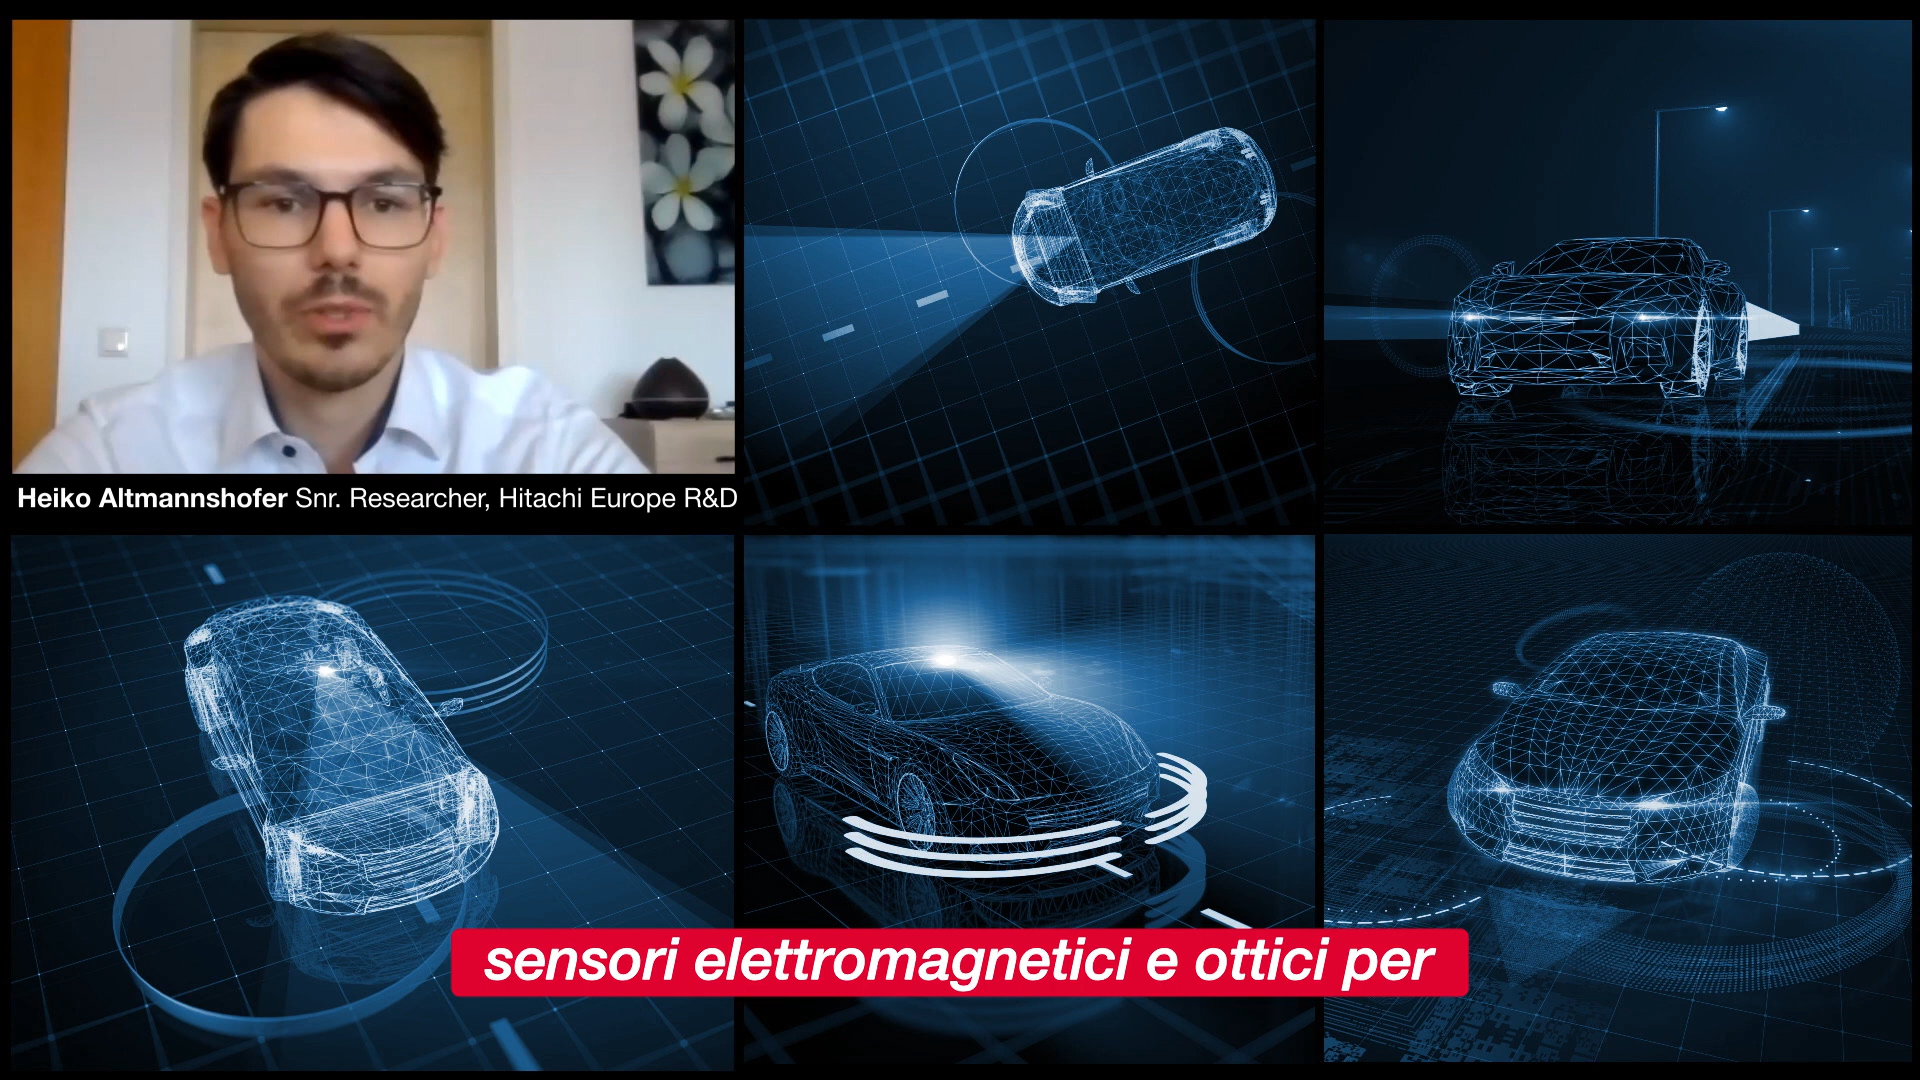 Heiko Altmannshofer Snr. Researcher, Hitachi Europe R&D
sensori elettromagnetici e ottici per